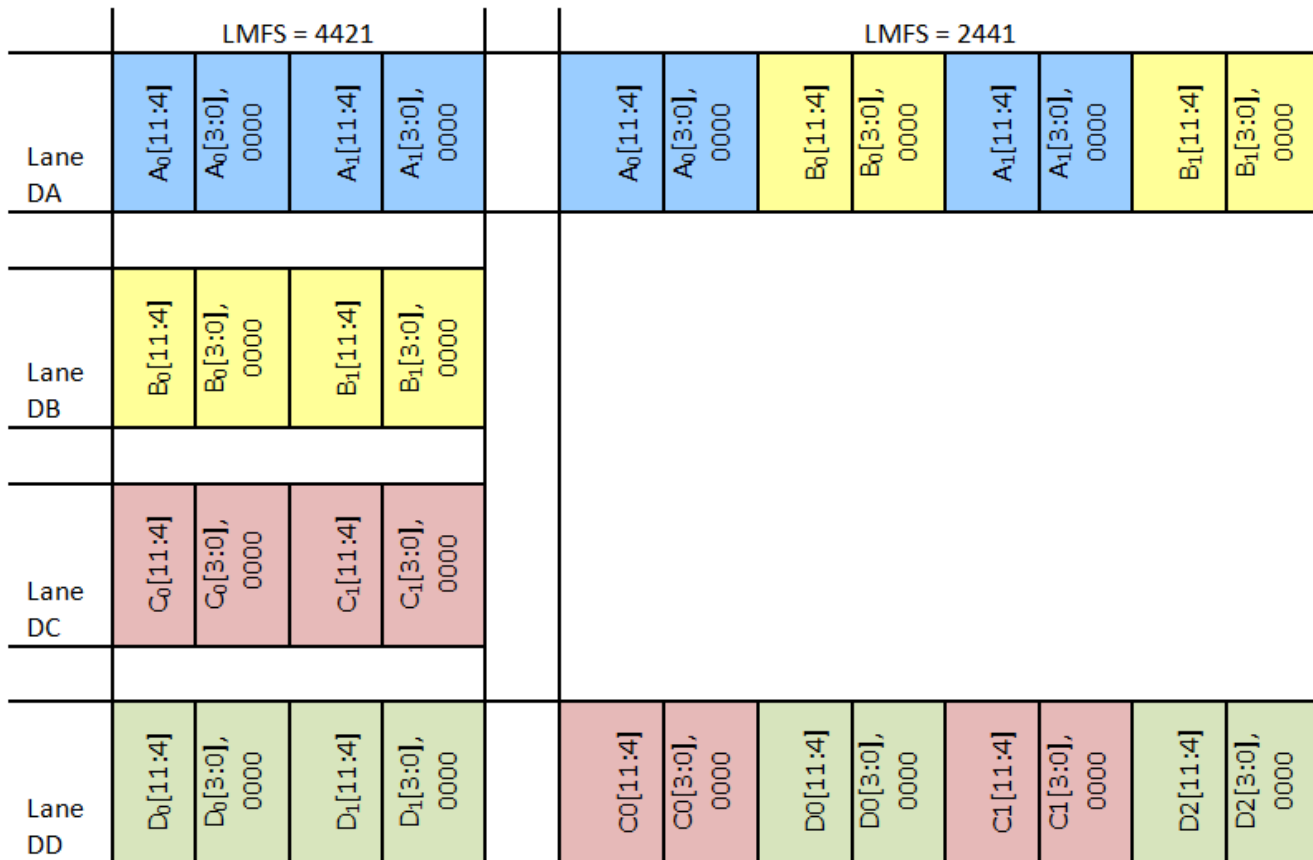 LMFS = 4421
LMFS = 2441
Lane
DA
A₀[11:4]
A₀[3:0],
0000
A₁[11:4]
A₁[3:0],
0000
A₀[11:4]
A₀[3:0],
0000
B₀[11:4]
B₀[3:0],
0000
A₁[11:4]
A₁[3:0],
0000
B₁[11:4]
B₁[3:0],
0000
Lane
DB
B₀[11:4]
B₀[3:0],
0000
B₁[11:4]
B₁[3:0],
0000
Lane
DC
C₀[11:4]
C₀[3:0],
0000
C₁[11:4]
C₁[3:0],
0000
Lane
DD
D₀[11:4]
D₀[3:0],
0000
D₁[11:4]
D₁[3:0],
0000
C0[11:4]
C0[3:0],
0000
D0[11:4]
D0[3:0],
0000
C1[11:4]
C1[3:0],
0000
D2[11:4]
D2[3:0],
0000